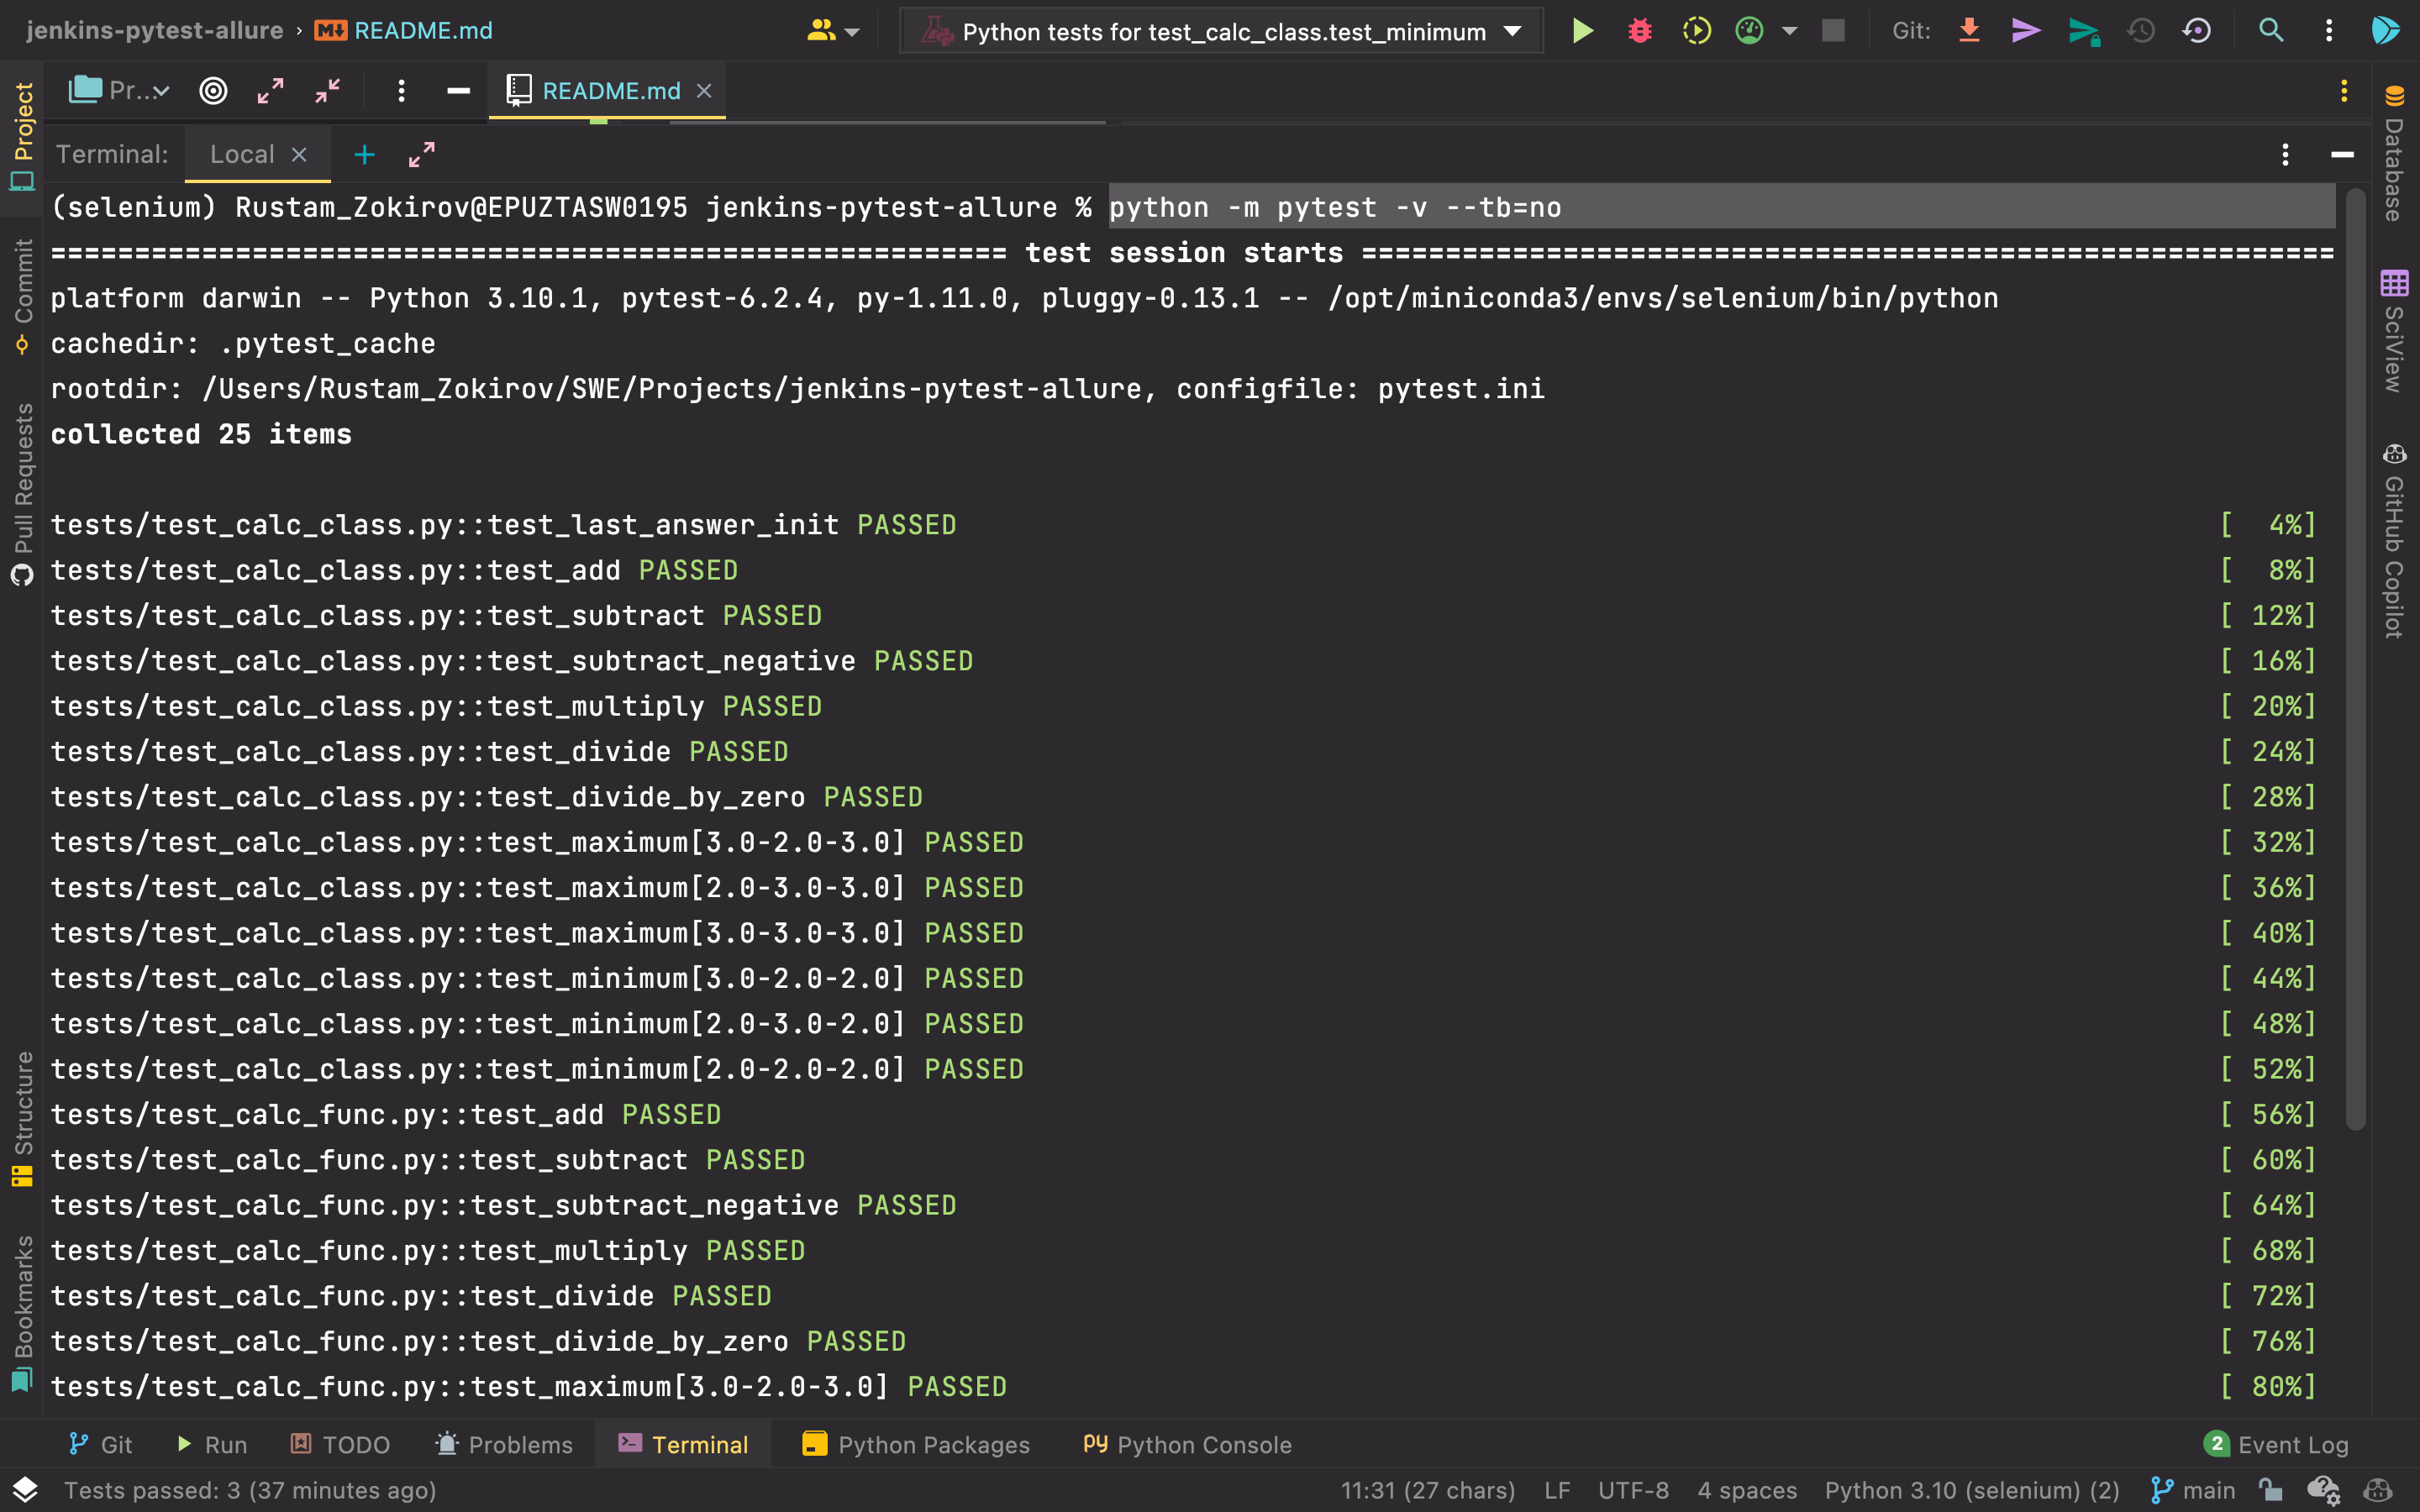 jenkins-pytest-allure › README.md
Python tests for test_calc_class.test_minimum
Git:
Pr...
README.md
Terminal: Local
(selenium) Rustam_Zokirov@EPUZTASW0195 jenkins-pytest-allure % python -m pytest -v --tb=no
========================================================= test session starts ==========================================================
platform darwin -- Python 3.10.1, pytest-6.2.4, py-1.11.0, pluggy-0.13.1 -- /opt/miniconda3/envs/selenium/bin/python
cachedir: .pytest_cache
rootdir: /Users/Rustam_Zokirov/SWE/Projects/jenkins-pytest-allure, configfile: pytest.ini
collected 25 items
tests/test_calc_class.py::test_last_answer_init PASSED [  4%]
tests/test_calc_class.py::test_add PASSED [  8%]
tests/test_calc_class.py::test_subtract PASSED [ 12%]
tests/test_calc_class.py::test_subtract_negative PASSED [ 16%]
tests/test_calc_class.py::test_multiply PASSED [ 20%]
tests/test_calc_class.py::test_divide PASSED [ 24%]
tests/test_calc_class.py::test_divide_by_zero PASSED [ 28%]
tests/test_calc_class.py::test_maximum[3.0-2.0-3.0] PASSED [ 32%]
tests/test_calc_class.py::test_maximum[2.0-3.0-3.0] PASSED [ 36%]
tests/test_calc_class.py::test_maximum[3.0-3.0-3.0] PASSED [ 40%]
tests/test_calc_class.py::test_minimum[3.0-2.0-2.0] PASSED [ 44%]
tests/test_calc_class.py::test_minimum[2.0-3.0-2.0] PASSED [ 48%]
tests/test_calc_class.py::test_minimum[2.0-2.0-2.0] PASSED [ 52%]
tests/test_calc_func.py::test_add PASSED [ 56%]
tests/test_calc_func.py::test_subtract PASSED [ 60%]
tests/test_calc_func.py::test_subtract_negative PASSED [ 64%]
tests/test_calc_func.py::test_multiply PASSED [ 68%]
tests/test_calc_func.py::test_divide PASSED [ 72%]
tests/test_calc_func.py::test_divide_by_zero PASSED [ 76%]
tests/test_calc_func.py::test_maximum[3.0-2.0-3.0] PASSED [ 80%]
Project
Commit
Pull Requests
Structure
Bookmarks
Database
SciView
GitHub Copilot
Git Run TODO Problems Terminal Python Packages Python Console 2 Event Log
Tests passed: 3 (37 minutes ago) 11:31 (27 chars) LF UTF-8 4 spaces Python 3.10 (selenium) (2) main